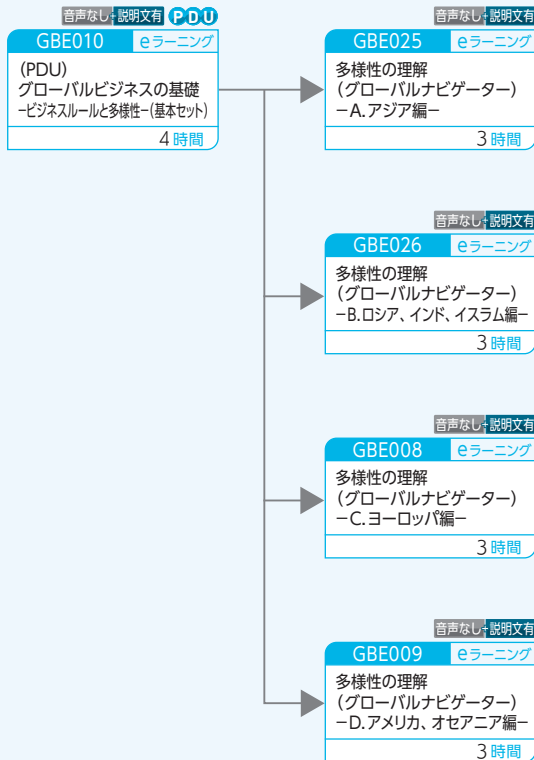 音声なし+説明文有 PDU
GBE010 eラーニング
(PDU)
グローバルビジネスの基礎
−ビジネスルールと多様性−(基本セット)
4時間
音声なし+説明文有
GBE025 eラーニング
多様性の理解
(グローバルナビゲーター)
−A.アジア編−
3時間
音声なし+説明文有
GBE026 eラーニング
多様性の理解
(グローバルナビゲーター)
−B.ロシア、インド、イスラム編−
3時間
音声なし+説明文有
GBE008 eラーニング
多様性の理解
(グローバルナビゲーター)
−C.ヨーロッパ編−
3時間
音声なし+説明文有
GBE009 eラーニング
多様性の理解
(グローバルナビゲーター)
−D.アメリカ、オセアニア編−
3時間